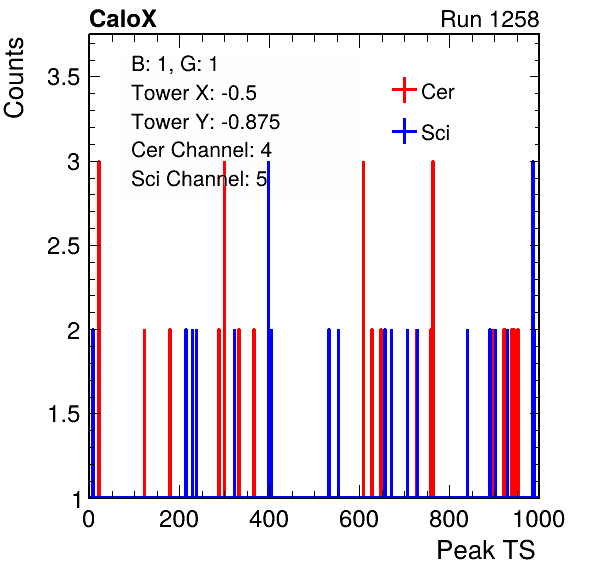 CaloX
Run 1258
Counts
B: 1, G: 1
Tower X: -0.5
Tower Y: -0.875
Cer Channel: 4
Sci Channel: 5
Cer
Sci
3.5
3
2.5
2
1.5
1
0 200 400 600 800 1000
Peak TS